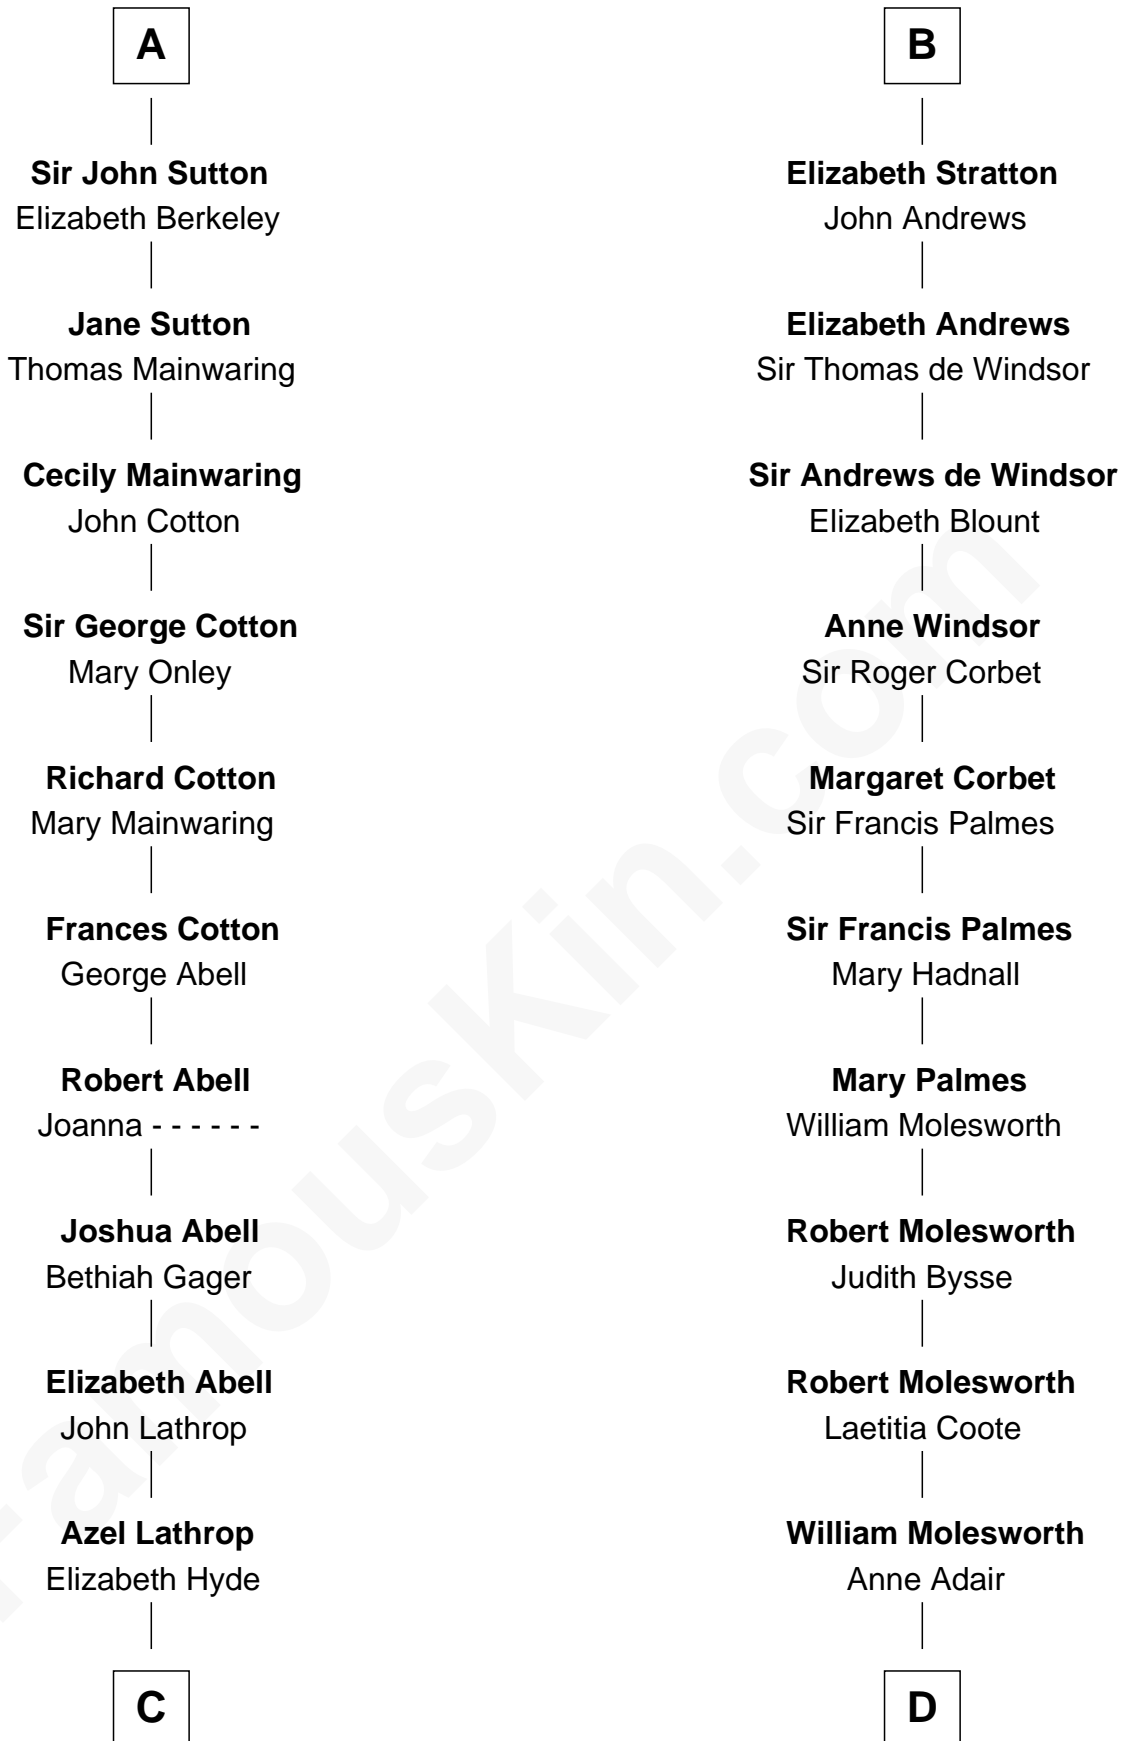 A
Sir John Sutton
Elizabeth Berkeley
Jane Sutton
Thomas Mainwaring
Cecily Mainwaring
John Cotton
Sir George Cotton
Mary Onley
Richard Cotton
Mary Mainwaring
Frances Cotton
George Abell
Robert Abell
Joanna - - - - - -
Joshua Abell
Bethiah Gager
Elizabeth Abell
John Lathrop
Azel Lathrop
Elizabeth Hyde
C
B
Elizabeth Stratton
John Andrews
Elizabeth Andrews
Sir Thomas de Windsor
Sir Andrews de Windsor
Elizabeth Blount
Anne Windsor
Sir Roger Corbet
Margaret Corbet
Sir Francis Palmes
Sir Francis Palmes
Mary Hadnall
Mary Palmes
William Molesworth
Robert Molesworth
Judith Bysse
Robert Molesworth
Laetitia Coote
William Molesworth
Anne Adair
D
FamousKin.com